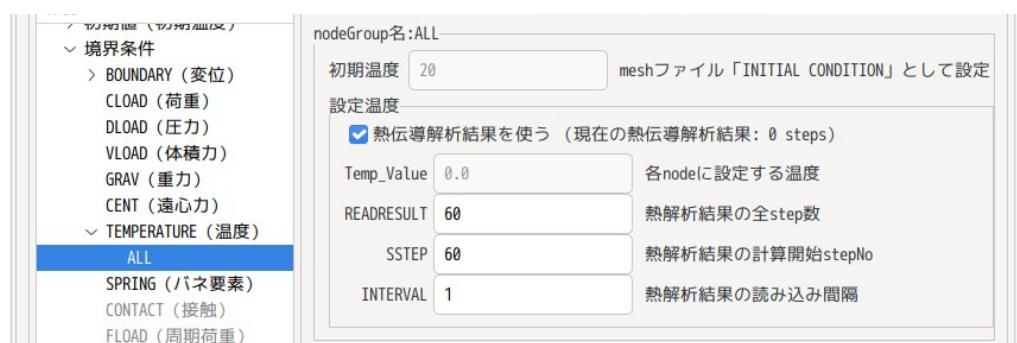 初期値 (初期温度)
境界条件
BOUNDARY (変位)
CLOAD (荷重)
DLOAD (圧力)
VLOAD (体積力)
GRAV (重力)
CENT (遠心力)
TEMPERATURE (温度)
ALL
SPRING (バネ要素)
CONTACT (接触)
FLOAD (周期荷重)
nodeGroup名:ALL
初期温度 20 meshファイル「INITIAL CONDITION」として設定
設定温度
熱伝導解析結果を使う (現在の熱伝導解析結果: 0 steps)
Temp_Value 0.0 各nodeに設定する温度
READRESULT 60 熱解析結果の全step数
SSTEP 60 熱解析結果の計算開始stepNo
INTERVAL 1 熱解析結果の読み込み間隔